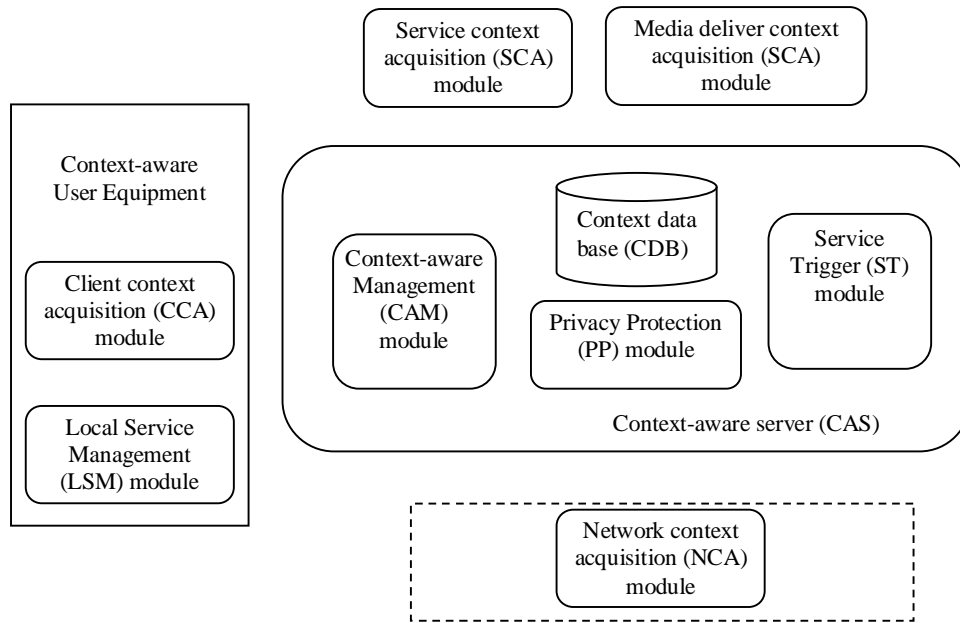 Service context
acquisition (SCA)
module
Media deliver context
acquisition (SCA)
module
Context-aware
User Equipment
Client context
acquisition (CCA)
module
Local Service
Management
(LSM) module
Context-aware
Management
(CAM)
module
Context data
base (CDB)
Privacy Protection
(PP) module
Service
Trigger (ST)
module
Context-aware server (CAS)
Network context
acquisition (NCA)
module